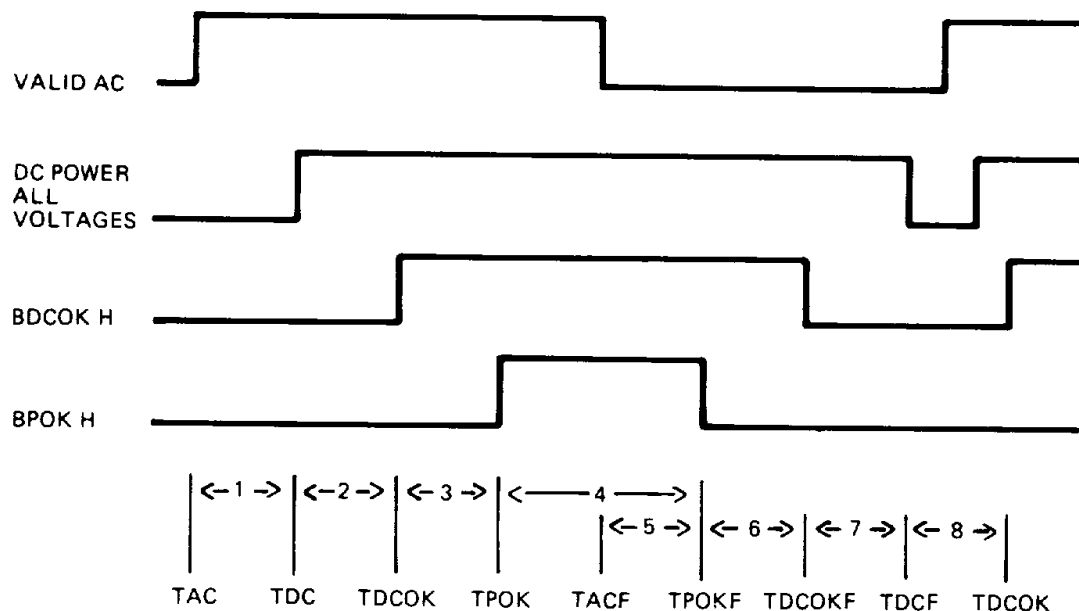 VALID AC
DC POWER
ALL
VOLTAGES
BDCOK H
BPOK H
1 2 3 4
5 6 7 8
TAC TDC TDCOK TPOK TACF TPOKF TDCOKF TDCF TDCOK